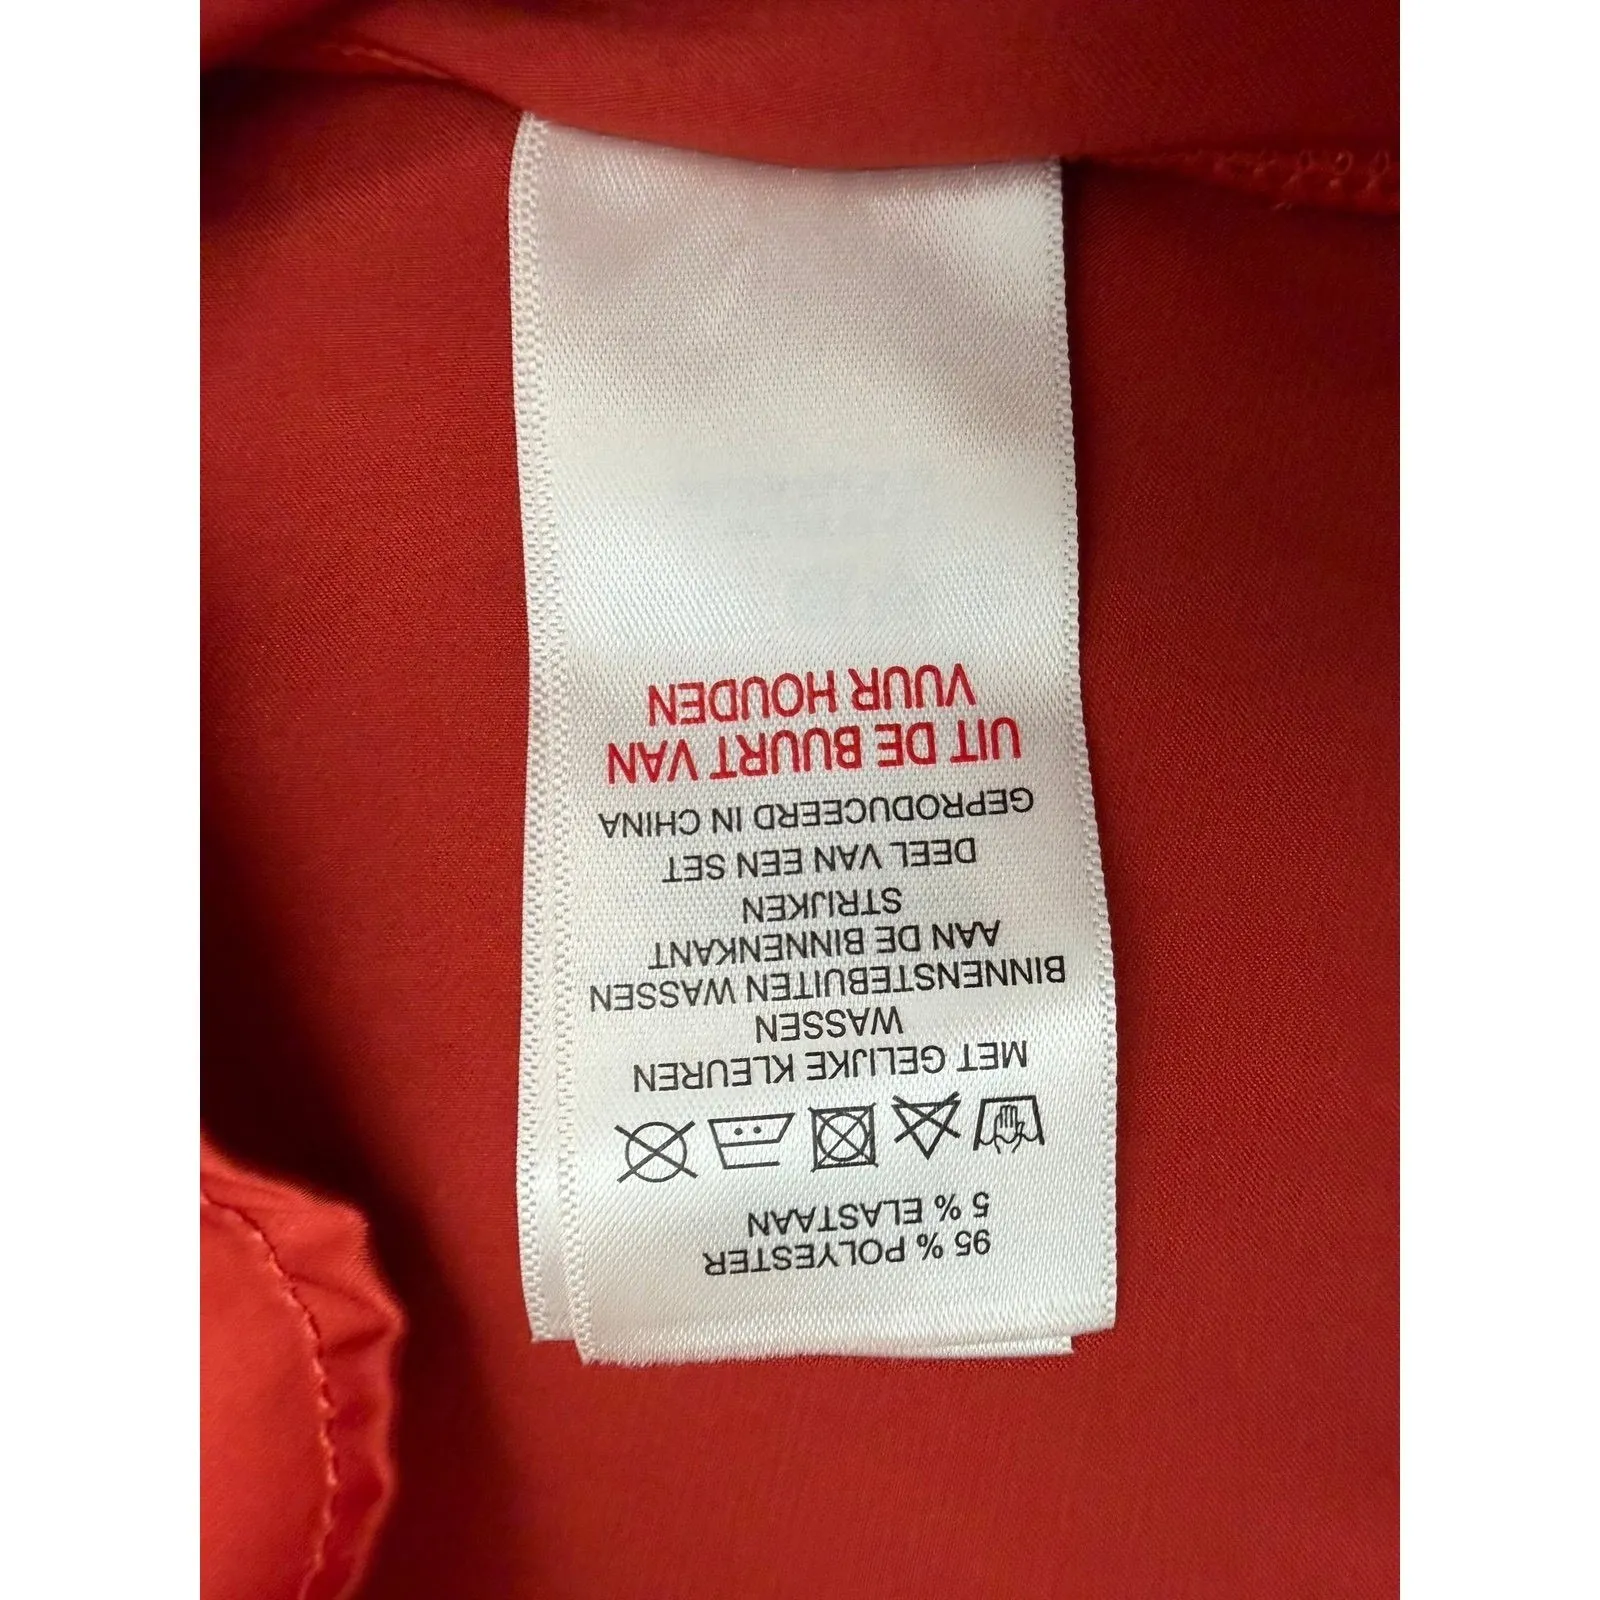 95 % POLYESTER
5 % ELASTAAN
MET GELIJKE KLEUREN
WASSEN
BINNENSTEBUITEN WASSEN
AAN DE BINNENKANT
STRIJKEN
DEEL VAN EEN SET
GEPRODUCEERD IN CHINA
UIT DE BUURT VAN
VUUR HOUDEN